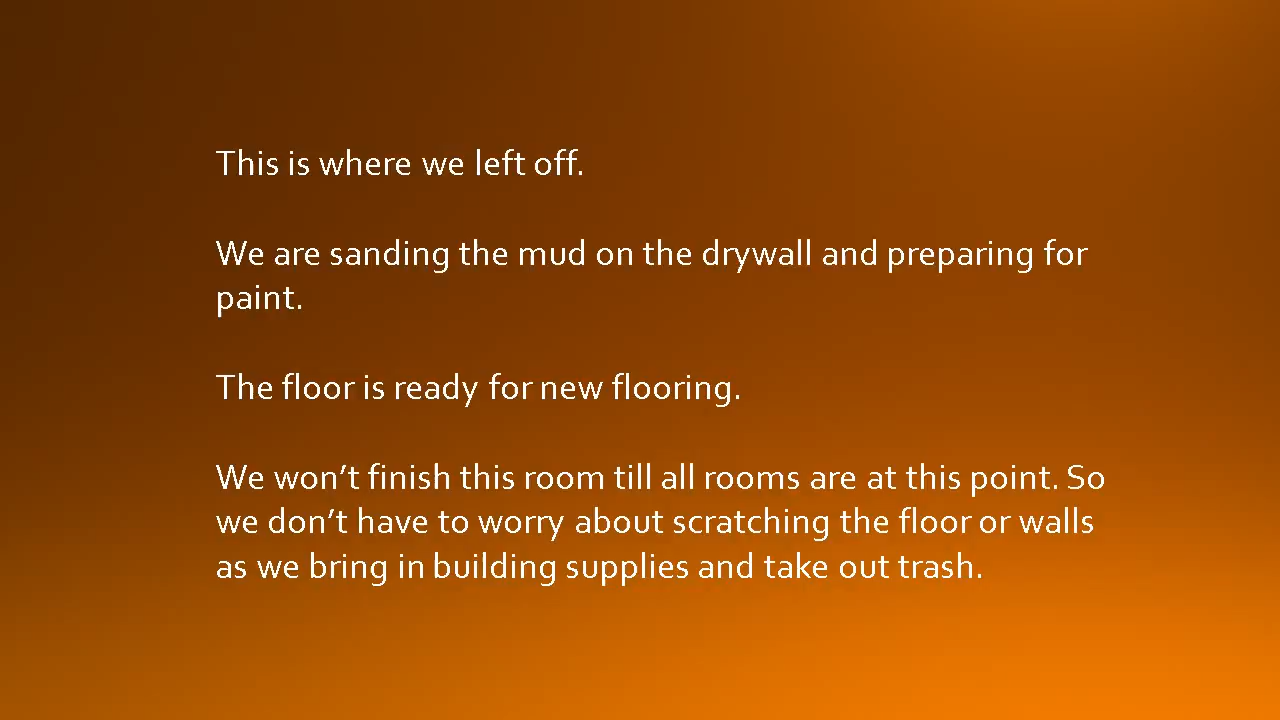 This is where we left off.
We are sanding the mud on the drywall and preparing for
paint.
The floor is ready for new flooring.
We won’t finish this room till all rooms are at this point. So
we don’t have to worry about scratching the floor or walls
as we bring in building supplies and take out trash.